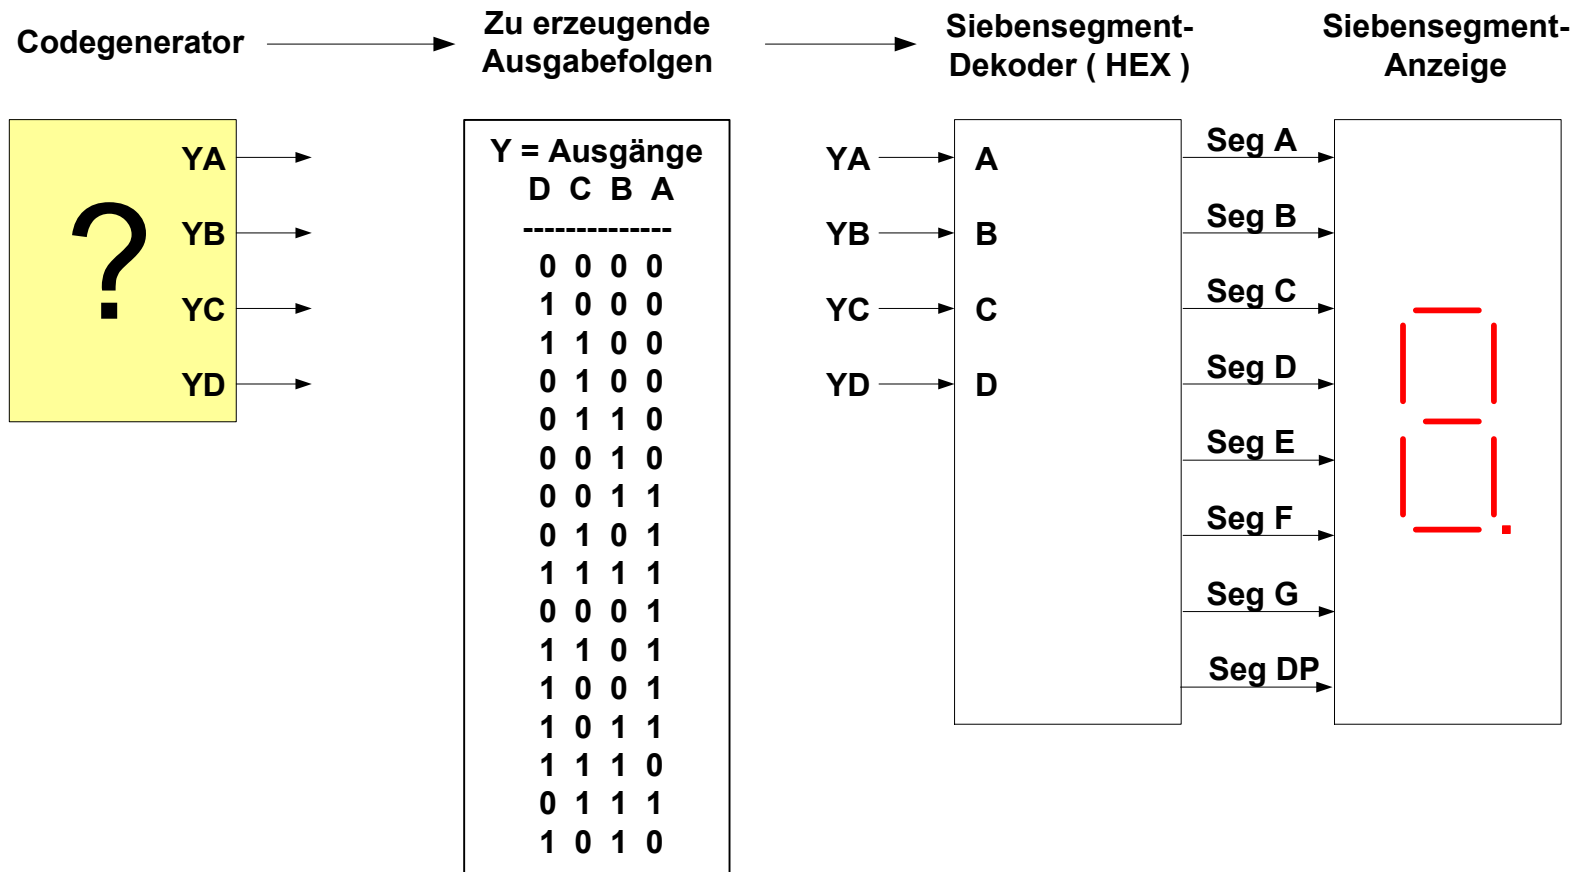 Codegenerator
Zu erzeugende
Ausgabefolgen
Siebensegment-
Dekoder ( HEX )
Siebensegment-
Anzeige
?
YA
YB
YC
YD
Y = Ausgänge
D C B A
--------------
0 0 0 0
1 0 0 0
1 1 0 0
0 1 0 0
0 1 1 0
0 0 1 0
0 0 1 1
0 1 0 1
1 1 1 1
0 0 0 1
1 1 0 1
1 0 0 1
1 0 1 1
1 1 1 0
0 1 1 1
1 0 1 0
YA
YB
YC
YD
A
B
C
D
Seg A
Seg B
Seg C
Seg D
Seg E
Seg F
Seg G
Seg DP
8.